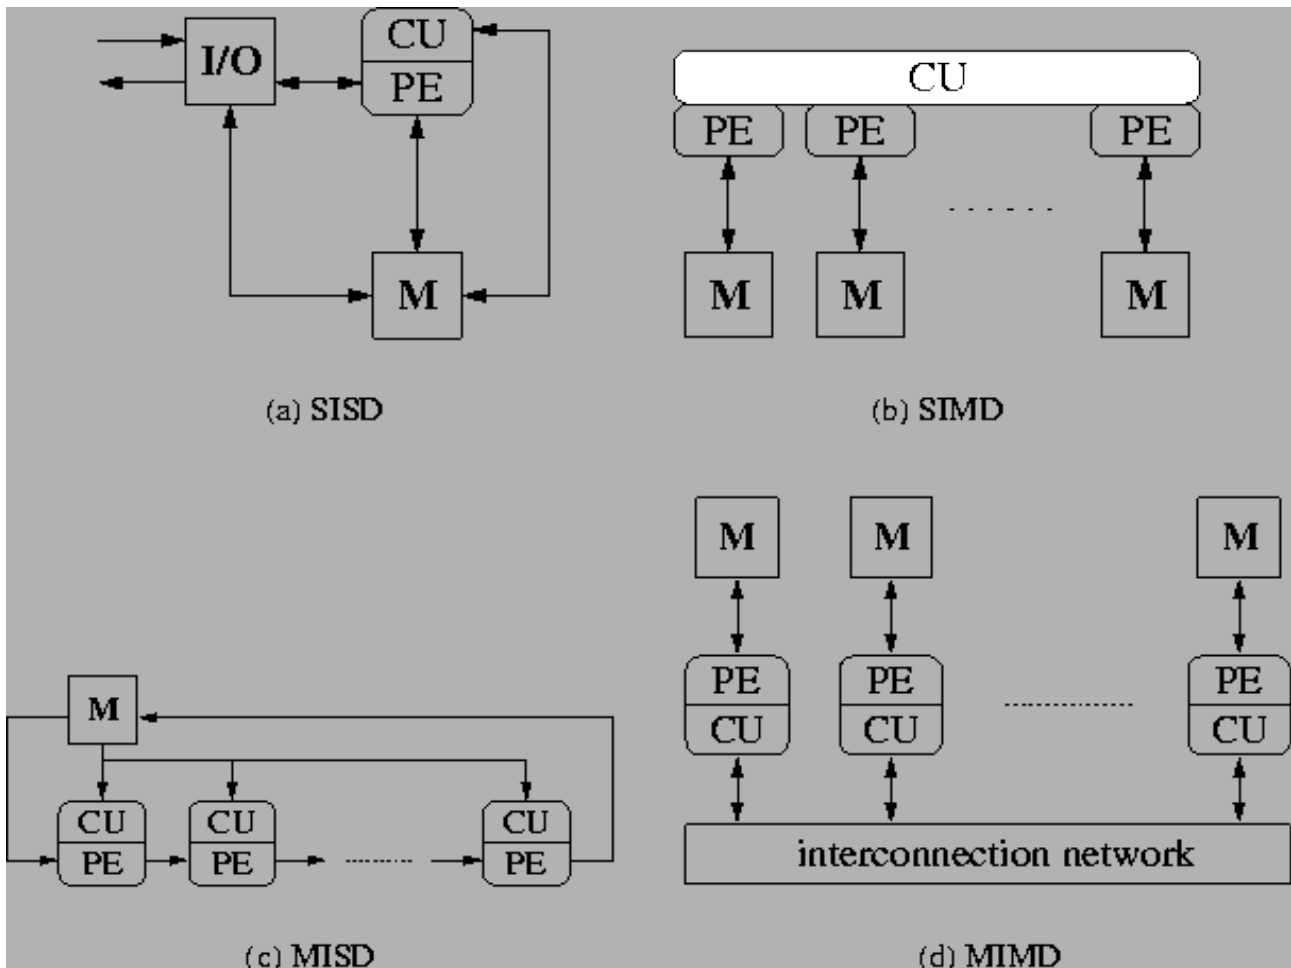 I/O
CU
PE
M
(a) SISD
CU
PE PE PE
M M M
(b) SIMD
M
CU CU CU
PE PE PE
(c) MISD
M M M
PE PE PE
CU CU CU
interconnection network
(d) MIMD